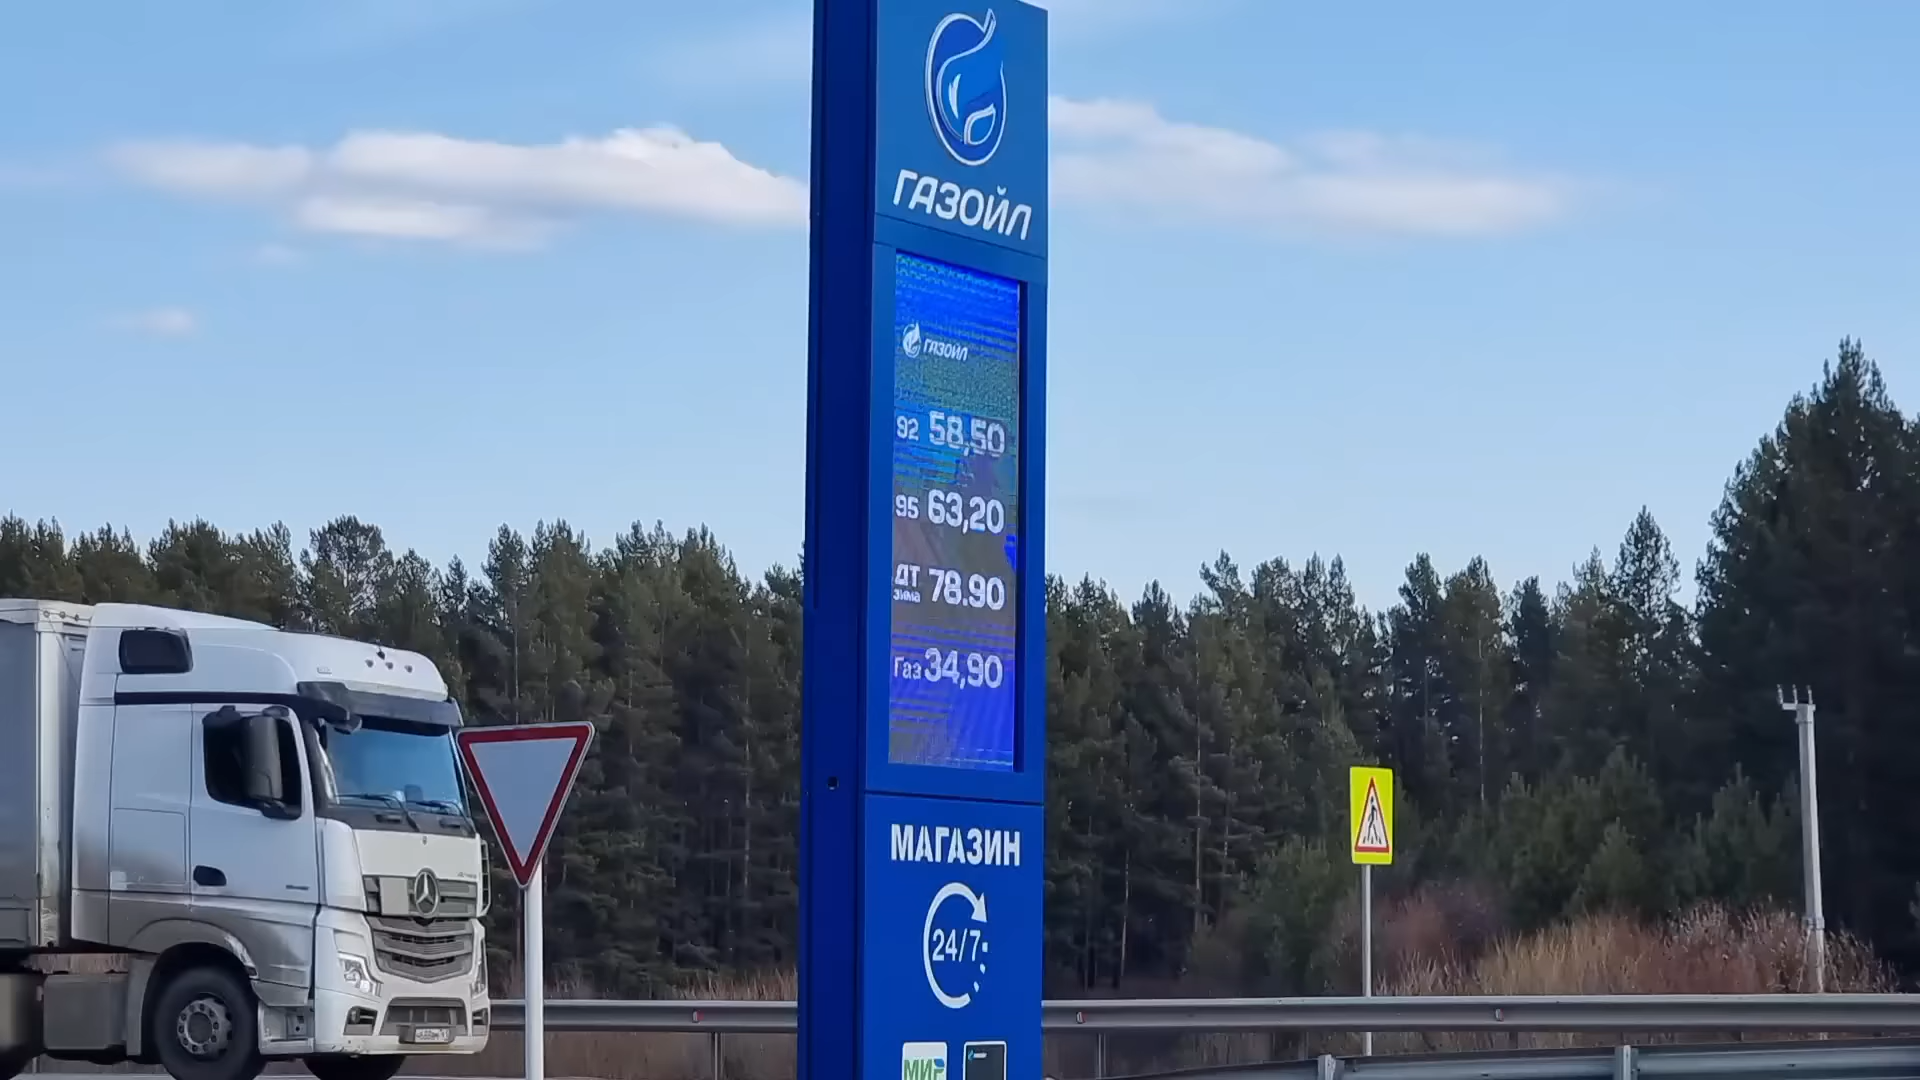 ГАЗОЙЛ
ГАЗОЙЛ
92 58,50
95 63,20
ДТ зима 78.90
Газ 34,90
МАГАЗИН
24/7
МИР